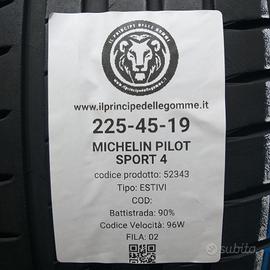 IL PRINCIPE DELLE GOMME
www.ilprincipedellegomme.it
225-45-19
MICHELIN PILOT
SPORT 4
codice prodotto: 52343
Tipo: ESTIVI
COD:
Battistrada: 90%
Codice Velocità: 96W
FILA: 02
subito